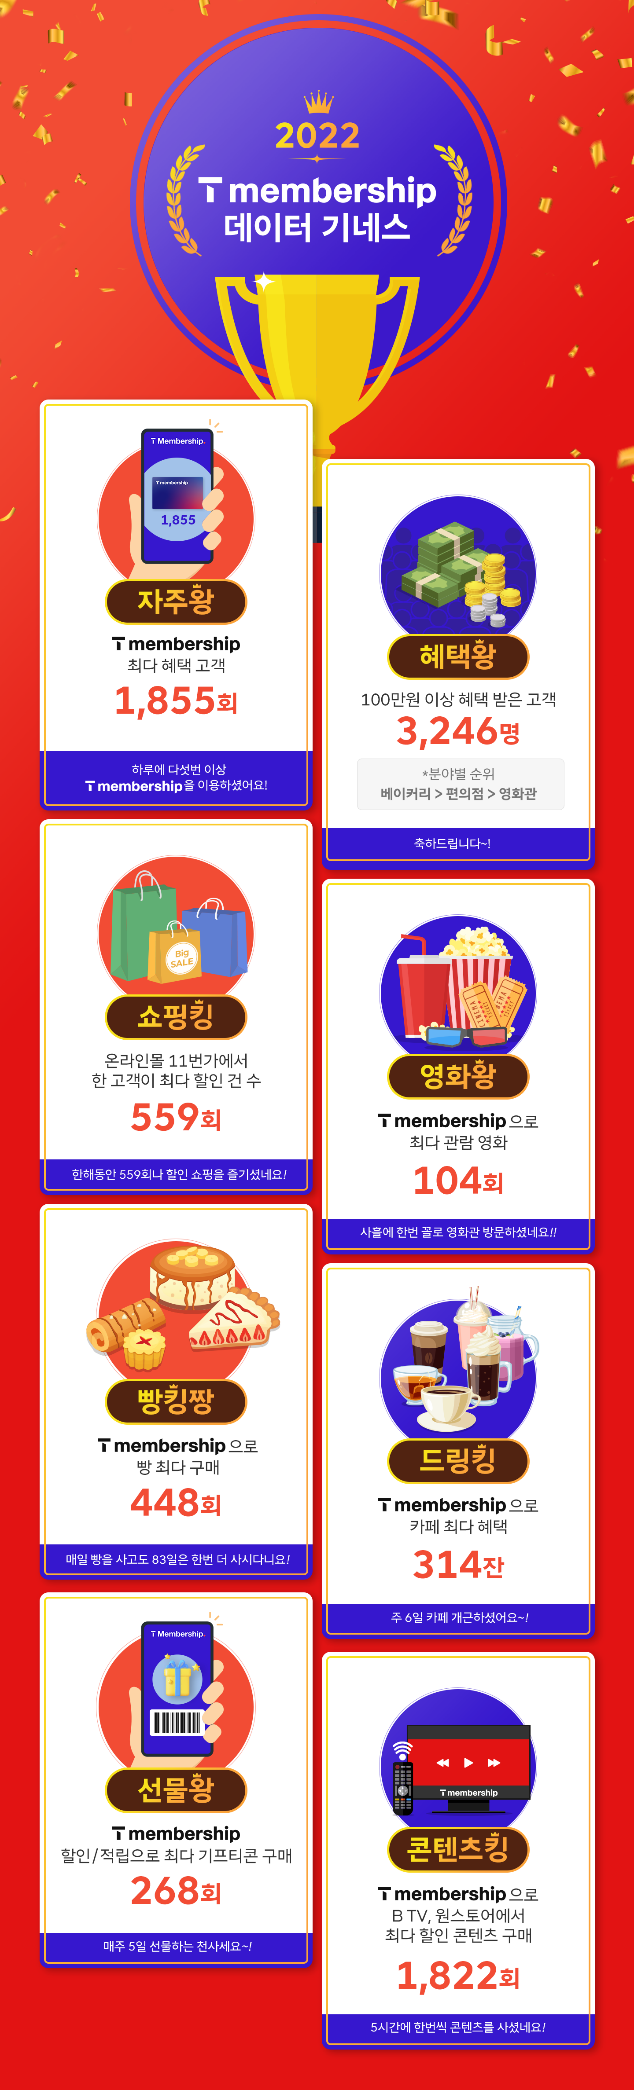 2022
T membership
데이터 기네스
T Membership.
T membership
1,855
자주왕
T membership
최다 혜택 고객
1,855회
하루에 다섯번 이상
T membership을 이용하셨어요!
혜택왕
100만원 이상 혜택 받은 고객
3,246명
*분야별 순위
베이커리 > 편의점 > 영화관
축하드립니다~!
Big
SALE
쇼핑킹
온라인몰 11번가에서
한 고객이 최다 할인 건 수
559회
한해동안 559회나 할인 쇼핑을 즐기셨네요!
영화왕
T membership으로
최다 관람 영화
104회
사흘에 한번 꼴로 영화관 방문하셨네요!!
빵킹짱
T membership으로
빵 최다 구매
448회
매일 빵을 사고도 83일은 한번 더 사시다니요!
드링킹
T membership으로
카페 최다 혜택
314잔
주 6일 카페 개근하셨어요~!
T Membership.
선물왕
T membership
할인/적립으로 최다 기프티콘 구매
268회
매주 5일 선물하는 천사세요~!
T membership
콘텐츠킹
T membership으로
B TV, 원스토어에서
최다 할인 콘텐츠 구매
1,822회
5시간에 한번씩 콘텐츠를 사셨네요!